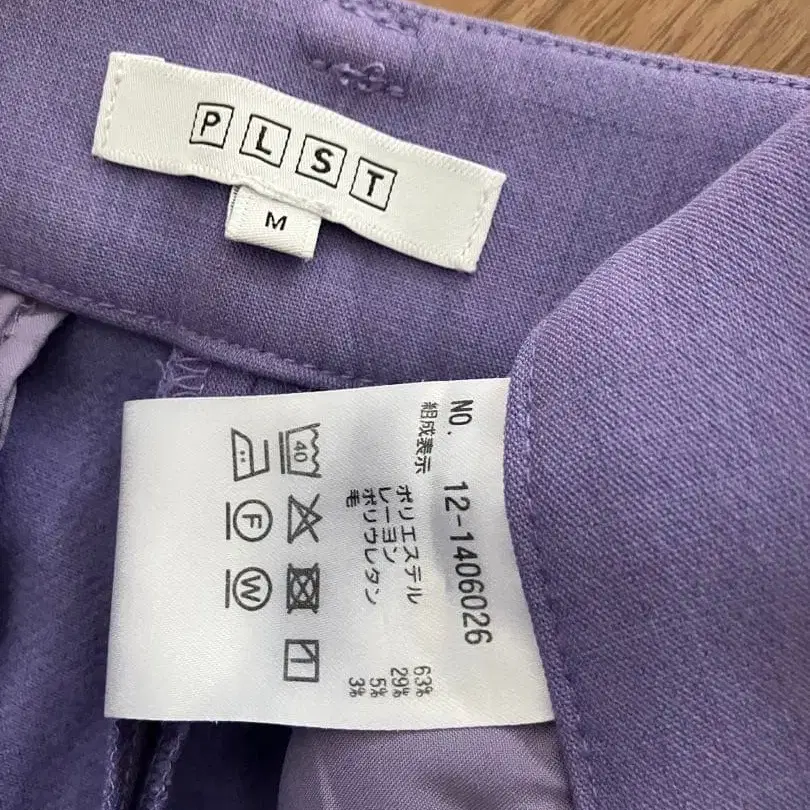 PLST
M
NO. 12-1406026
組成表示
ポリエステル 63%
レーヨン 29%
ポリウレタン 5%
毛 3%
40
F
W